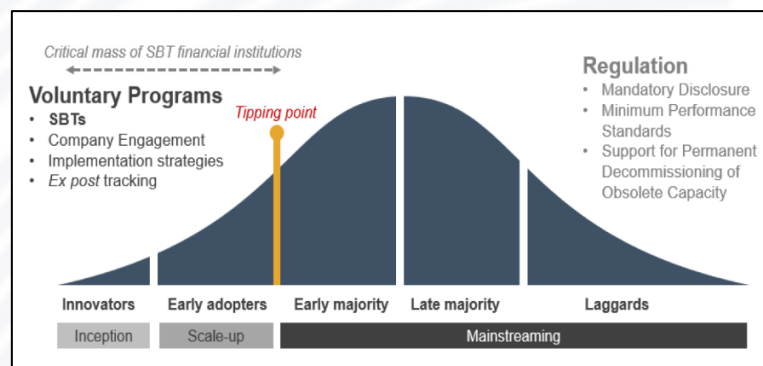 Critical mass of SBT financial institutions
Voluntary Programs
• SBTs
• Company Engagement
• Implementation strategies
• Ex post tracking
Tipping point
Regulation
• Mandatory Disclosure
• Minimum Performance
Standards
• Support for Permanent
Decommissioning of
Obsolete Capacity
Innovators Early adopters Early majority Late majority Laggards
Inception Scale-up Mainstreaming